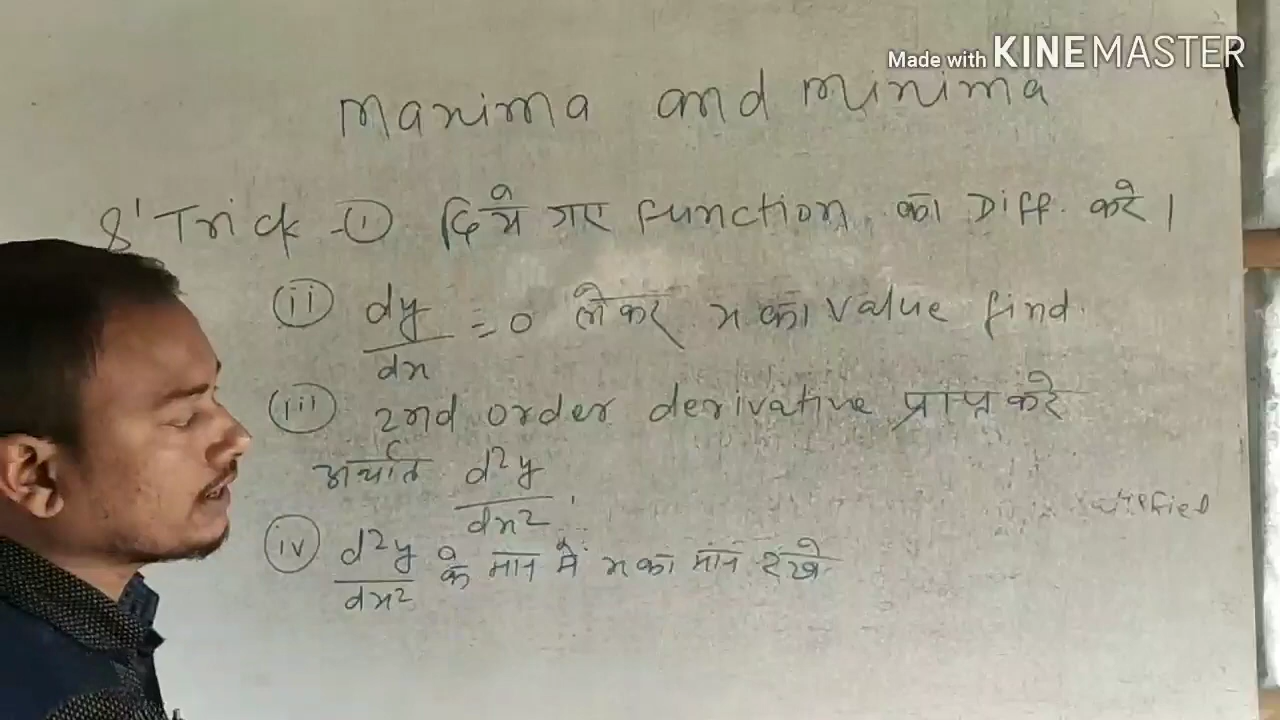 Made with KINEMASTER
Maxima and minima
S' Trick - (i) दिये गए function का Diff. करे।
(ii) dy/dx = 0 लेकर x का value find.
(iii) 2nd order derivative प्राप्त करे
अर्थात d²y/dx²
(iv) d²y/dx² के मान मे x का मान रखे